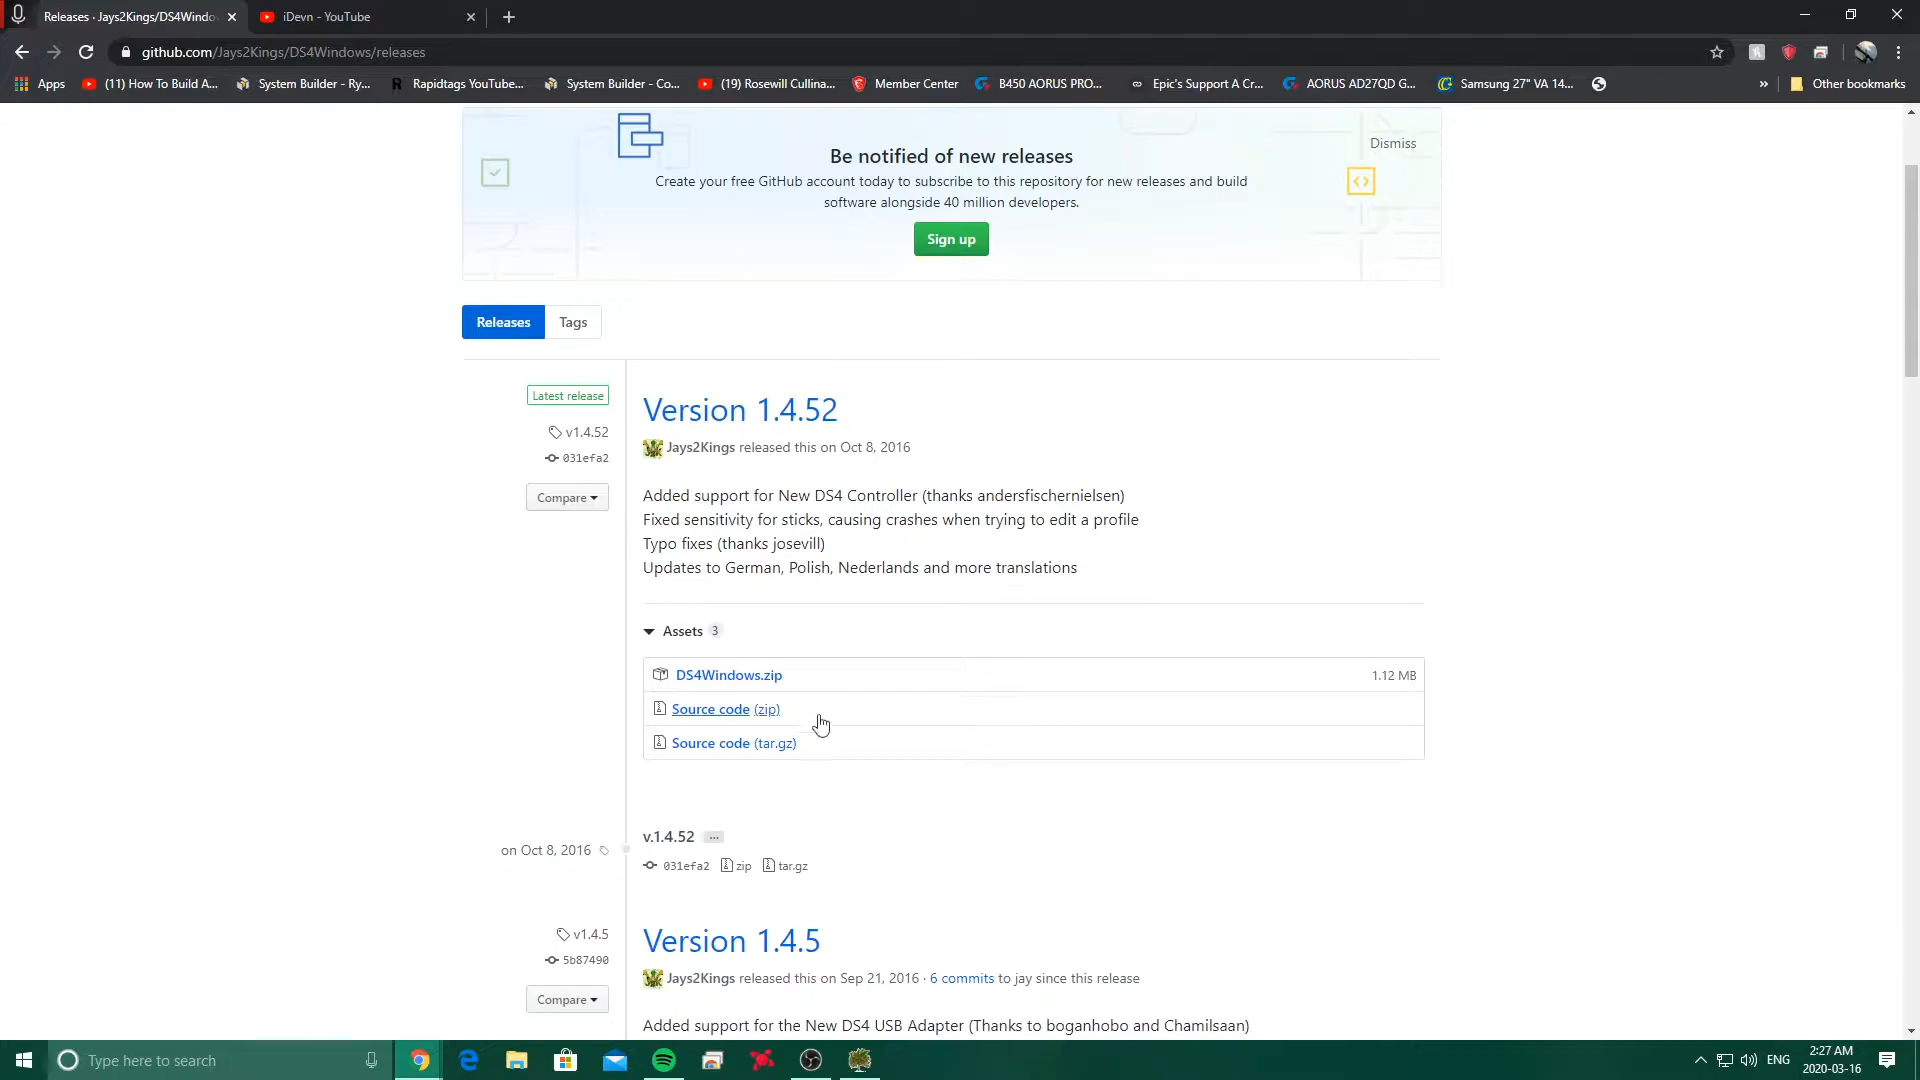 Releases · Jays2Kings/DS4Windo
iDevn - YouTube
github.com/Jays2Kings/DS4Windows/releases
Apps
(11) How To Build A...
System Builder - Ry...
R
Rapidtags YouTube...
System Builder - Co...
(19) Rosewill Cullina...
Member Center
B450 AORUS PRO...
Epic's Support A Cr...
AORUS AD27QD G...
Samsung 27" VA 14...
»
Other bookmarks
Dismiss
Be notified of new releases
Create your free GitHub account today to subscribe to this repository for new releases and build
software alongside 40 million developers.
Sign up
Releases
Tags
Latest release
v1.4.52
031efa2
Compare
Version 1.4.52
Jays2Kings released this on Oct 8, 2016
Added support for New DS4 Controller (thanks andersfischernielsen)
Fixed sensitivity for sticks, causing crashes when trying to edit a profile
Typo fixes (thanks josevill)
Updates to German, Polish, Nederlands and more translations
Assets 3
DS4Windows.zip
1.12 MB
Source code (zip)
Source code (tar.gz)
on Oct 8, 2016
v.1.4.52 ...
031efa2 zip tar.gz
v1.4.5
5b87490
Compare
Version 1.4.5
Jays2Kings released this on Sep 21, 2016 · 6 commits to jay since this release
Added support for the New DS4 USB Adapter (Thanks to boganhobo and Chamilsaan)
Type here to search
ENG
2:27 AM
2020-03-16